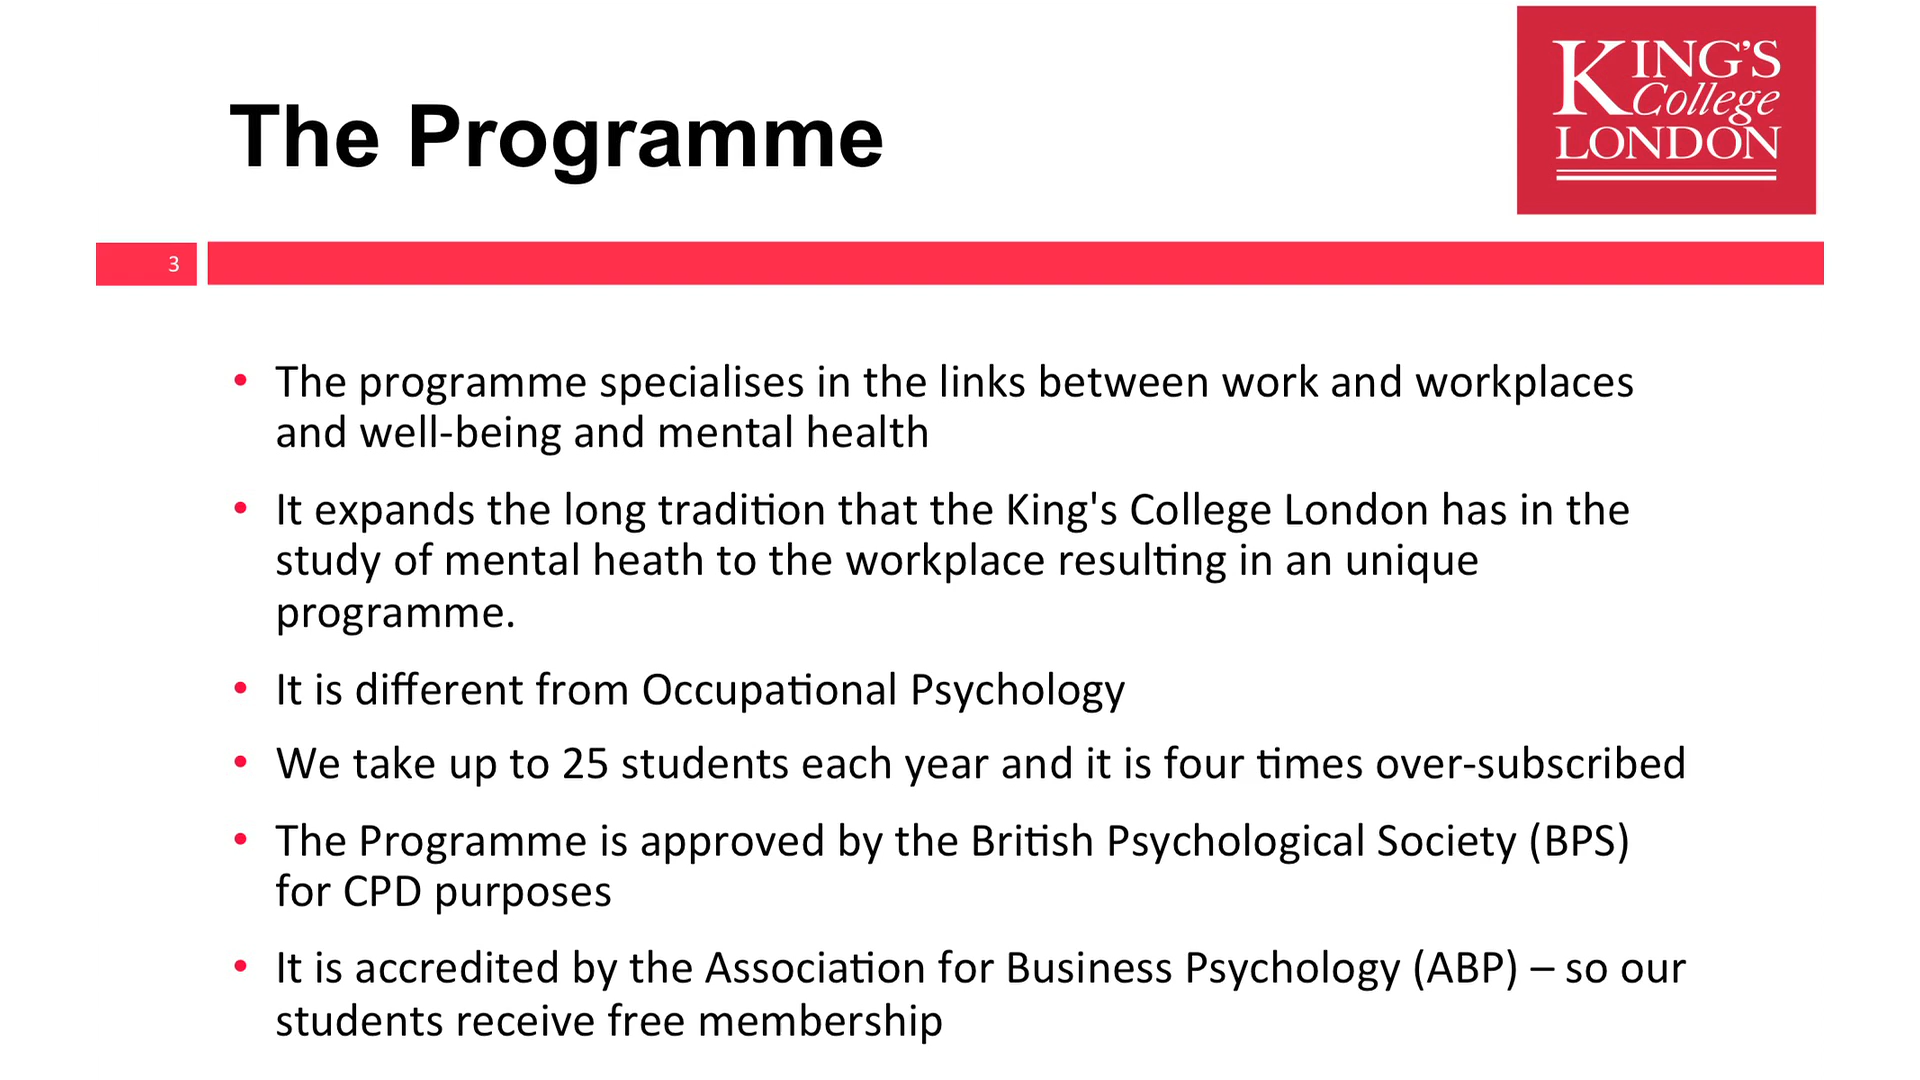 The Programme
KING'S
College
LONDON
3
• The programme specialises in the links between work and workplaces
and well-being and mental health
• It expands the long tradition that the King's College London has in the
study of mental heath to the workplace resulting in an unique
programme.
• It is different from Occupational Psychology
• We take up to 25 students each year and it is four times over-subscribed
• The Programme is approved by the British Psychological Society (BPS)
for CPD purposes
• It is accredited by the Association for Business Psychology (ABP) – so our
students receive free membership